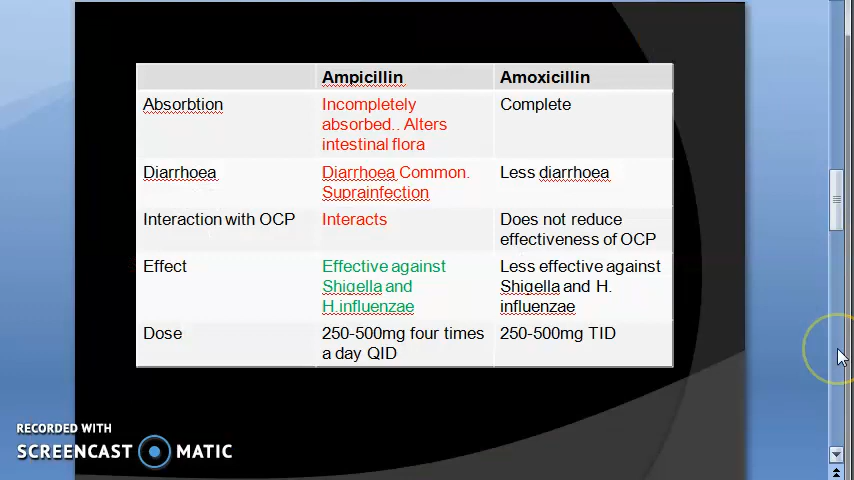 Ampicillin Amoxicillin
Absorbtion Incompletely Complete
absorbed.. Alters
intestinal flora
Diarrhoea Diarrhoea Common. Less diarrhoea
Suprainfection
Interaction with OCP Interacts Does not reduce
effectiveness of OCP
Effect Effective against Less effective against
Shigella and Shigella and H.
H.influenzae influenzae
Dose 250-500mg four times 250-500mg TID
a day QID
RECORDED WITH
SCREENCAST MATIC